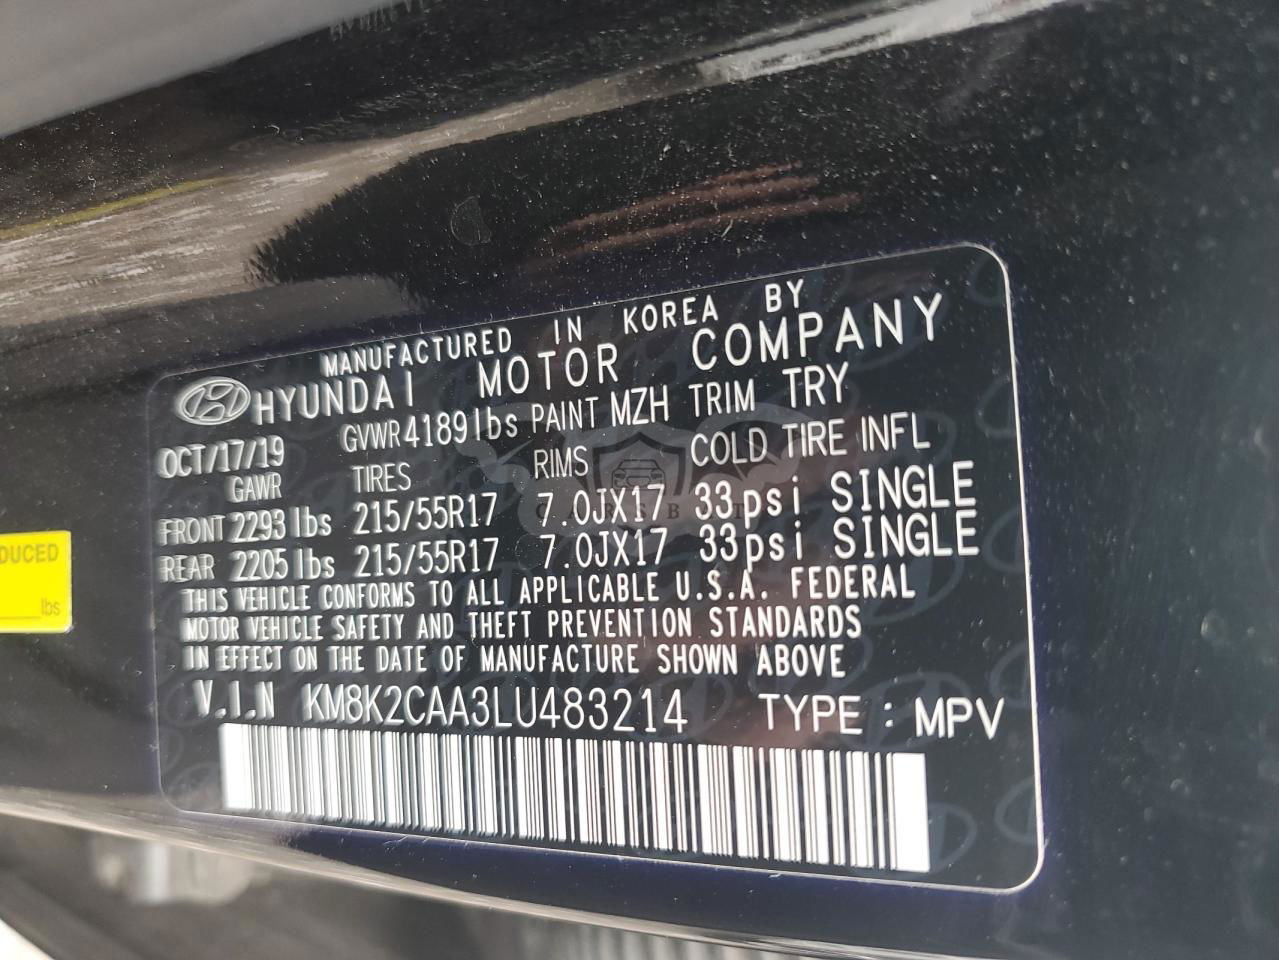 MANUFACTURED IN KOREA BY
HYUNDAI MOTOR COMPANY
OCT/17/19 GVWR 4189lbs PAINT MZH TRIM TRY
GAWR TIRES RIMS COLD TIRE INFL
FRONT 2293lbs 215/55R17 7.0JX17 33psi SINGLE
REAR 2205lbs 215/55R17 7.0JX17 33psi SINGLE
THIS VEHICLE CONFORMS TO ALL APPLICABLE U.S.A. FEDERAL
MOTOR VEHICLE SAFETY AND THEFT PREVENTION STANDARDS
IN EFFECT ON THE DATE OF MANUFACTURE SHOWN ABOVE
V.I.N KM8K2CAA3LU483214 TYPE : MPV
DUCED
lbs